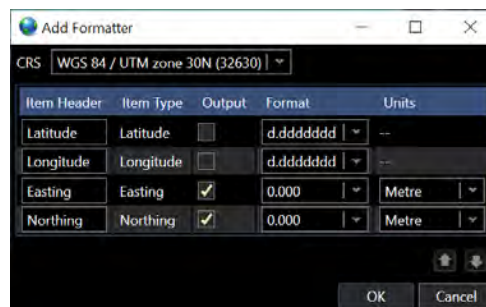 Add Formatter
CRS WGS 84 / UTM zone 30N (32630)
Item Header Item Type Output Format Units
Latitude Latitude d.ddddddd --
Longitude Longitude d.ddddddd --
Easting Easting 0.000 Metre
Northing Northing 0.000 Metre
OK Cancel